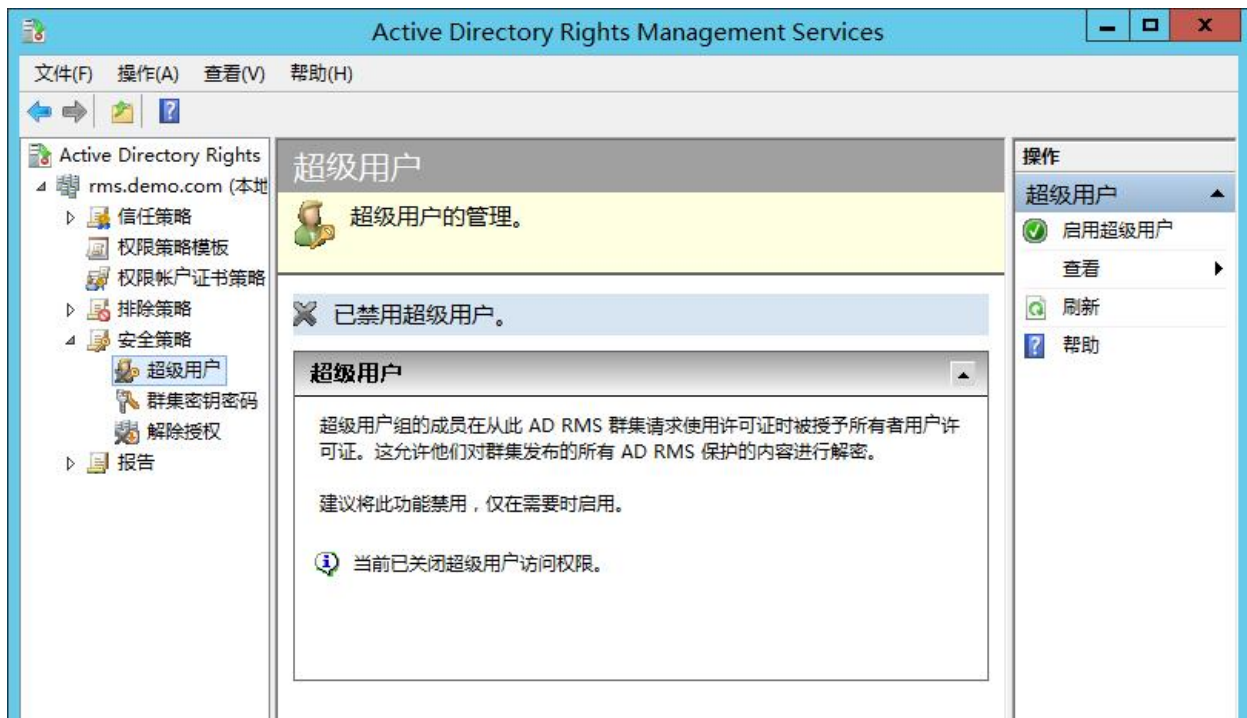 Active Directory Rights Management Services
文件(F) 操作(A) 查看(V) 帮助(H)
Active Directory Rights
rms.demo.com (本地
信任策略
权限策略模板
权限帐户证书策略
排除策略
安全策略
超级用户
群集密钥密码
解除授权
报告
超级用户
超级用户的管理。
已禁用超级用户。
超级用户
超级用户组的成员在从此 AD RMS 群集请求使用许可证时被授予所有者用户许
可证。这允许他们对群集发布的所有 AD RMS 保护的内容进行解密。
建议将此功能禁用，仅在需要时启用。
当前已关闭超级用户访问权限。
操作
超级用户
启用超级用户
查看
刷新
帮助